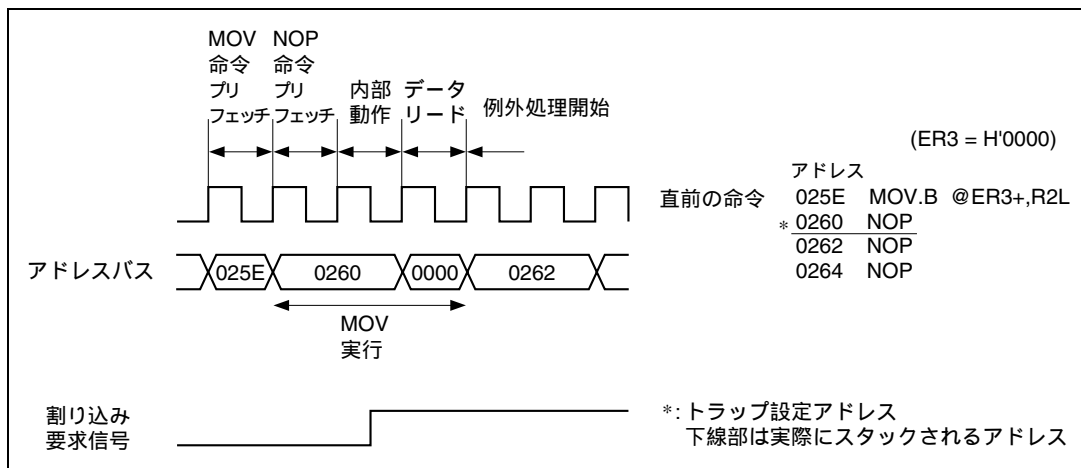 MOV NOP
命令 命令
プリ プリ 内部 データ
フェッチ フェッチ 動作 リード 例外処理開始
(ER3 = H'0000)
アドレス
直前の命令 025E MOV.B @ER3+,R2L
* 0260 NOP
0262 NOP
0264 NOP
アドレスバス 025E 0260 0000 0262
MOV
実行
割り込み
要求信号
*: トラップ設定アドレス
下線部は実際にスタックされるアドレス